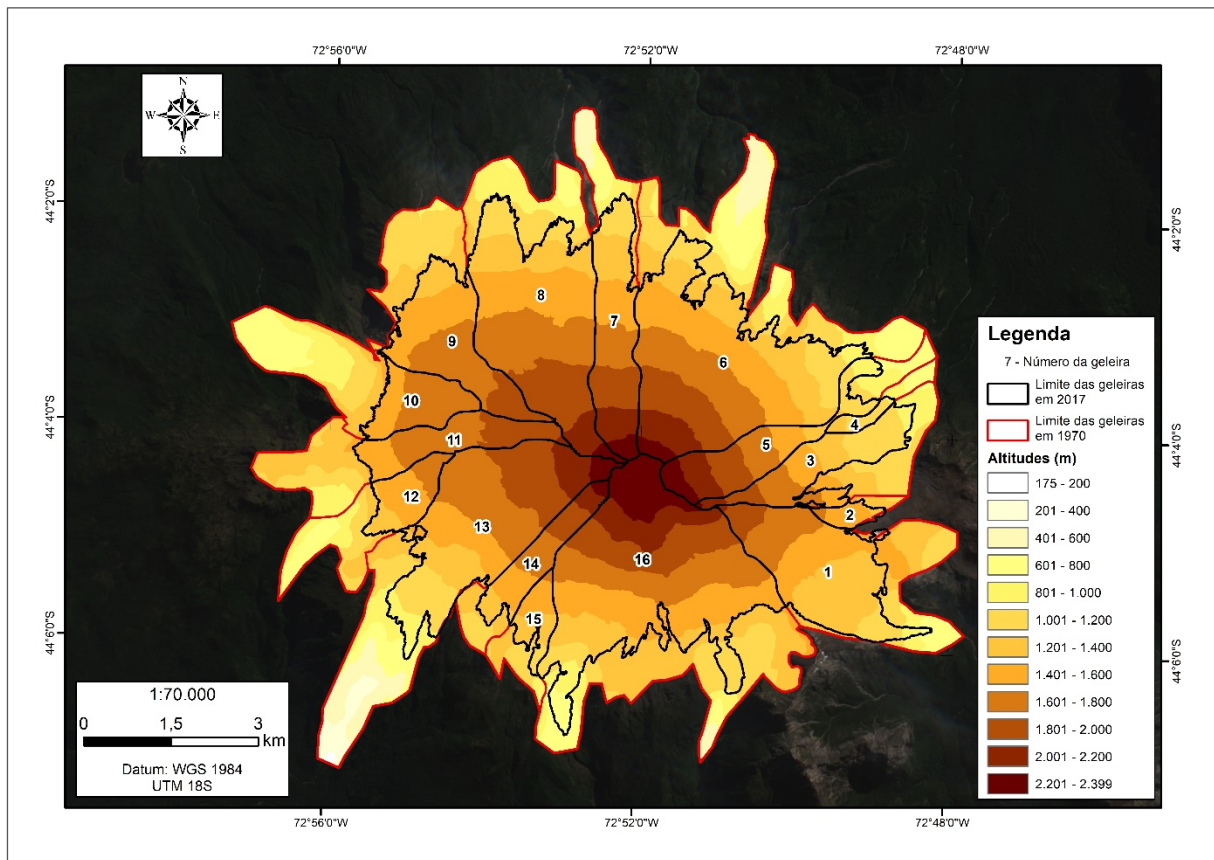 72°56'0"W
72°52'0"W
72°48'0"W
N
W
E
S
44°2'0"S
44°2'0"S
8
7
9
6
10
44°4'0"S
5
4
11
3
44°4'0"S
12
2
13
16
14
1
15
44°6'0"S
44°6'0"S
Legenda
7 - Número da geleira
Limite das geleiras
em 2017
Limite das geleiras
em 1970
Altitudes (m)
175 - 200
201 - 400
401 - 600
601 - 800
801 - 1.000
1.001 - 1.200
1.201 - 1.400
1.401 - 1.600
1.601 - 1.800
1.801 - 2.000
2.001 - 2.200
2.201 - 2.399
1:70.000
0 1,5 3
km
Datum: WGS 1984
UTM 18S
72°56'0"W
72°52'0"W
72°48'0"W